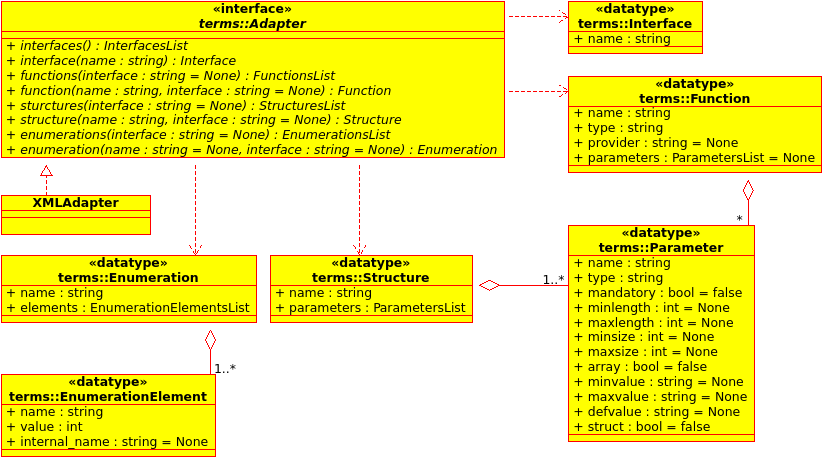 «interface»
terms::Adapter
+ interfaces() : InterfacesList
+ interface(name : string) : Interface
+ functions(interface : string = None) : FunctionsList
+ function(name : string, interface : string = None) : Function
+ sturctures(interface : string = None) : StructuresList
+ structure(name : string, interface : string = None) : Structure
+ enumerations(interface : string = None) : EnumerationsList
+ enumeration(name : string = None, interface : string = None) : Enumeration
«datatype»
terms::Interface
+ name : string
«datatype»
terms::Function
+ name : string
+ type : string
+ provider : string = None
+ parameters : ParametersList = None
XMLAdapter
*
«datatype»
terms::Enumeration
+ name : string
+ elements : EnumerationElementsList
«datatype»
terms::Structure
+ name : string
+ parameters : ParametersList
1..*
«datatype»
terms::Parameter
+ name : string
+ type : string
+ mandatory : bool = false
+ minlength : int = None
+ maxlength : int = None
+ minsize : int = None
+ maxsize : int = None
+ array : bool = false
+ minvalue : string = None
+ maxvalue : string = None
+ defvalue : string = None
+ struct : bool = false
1..*
«datatype»
terms::EnumerationElement
+ name : string
+ value : int
+ internal_name : string = None